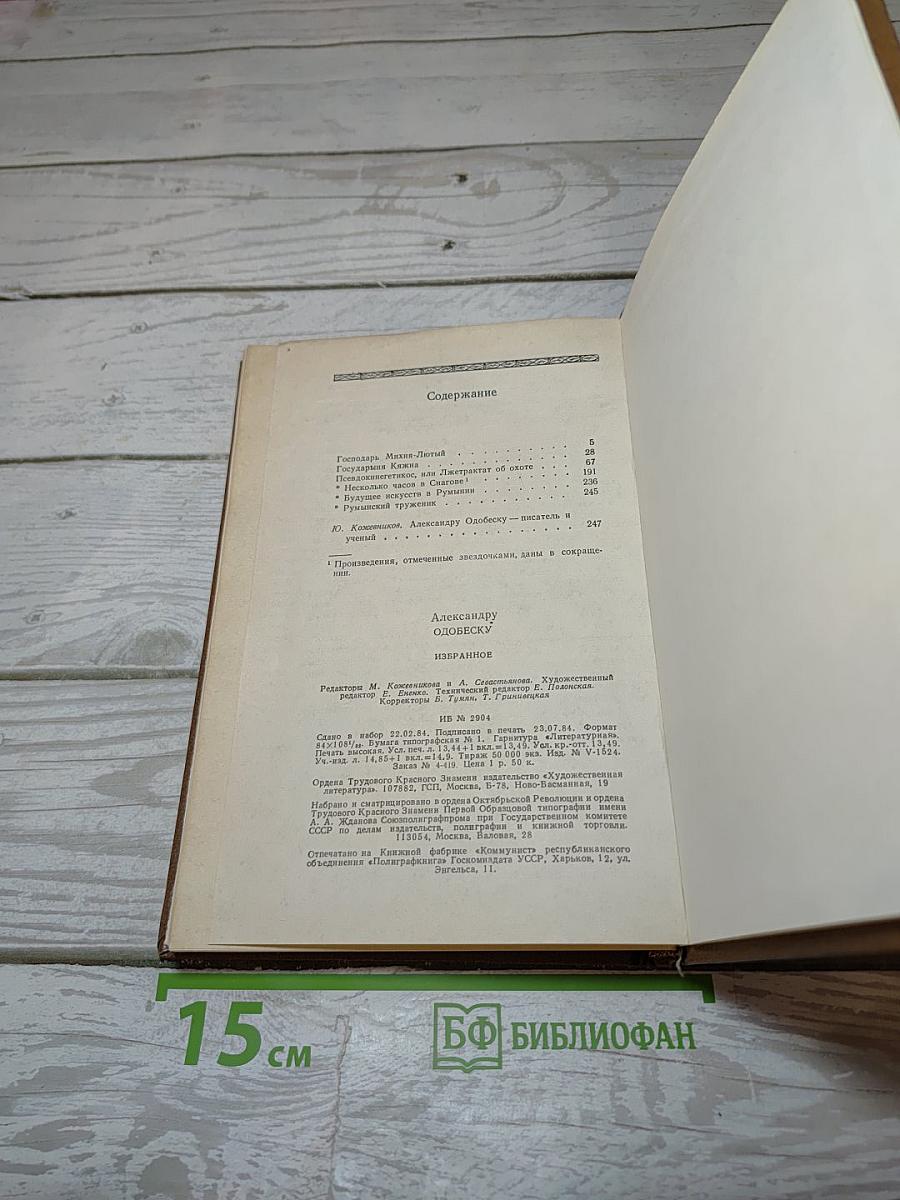 Содержание
Господарь Михня-Лютый . . . . . . . . . . 5
Государыня Кяжна . . . . . . . . . . . 28
Псевдокинегетикос, или Лжетрактат об охоте . . . 67
* Несколько часов в Снагове¹ . . . . . . . . 191
* Будущее искусств в Румынии . . . . . . . . 236
* Румынский труженик . . . . . . . . . . 245
Ю. Кожевников. Александру Одобеску — писатель и
ученый . . . . . . . . . . . . . . . 247
¹ Произведения, отмеченные звездочками, даны в сокраще-
нии.
Александру
ОДОБЕСКУ
ИЗБРАННОЕ
Редакторы М. Кожевникова и А. Севастьянова. Художественный
редактор Е. Ененко. Технический редактор Е. Полонская.
Корректоры Б. Тумян, Т. Гриневецкая
ИБ № 2904
Сдано в набор 22.02.84. Подписано в печать 23.07.84. Формат
84×108¹/₃₂. Бумага типографская № 1. Гарнитура «Литературная».
Печать высокая. Усл. печ. л. 13,44+1 вкл.=13,49. Усл. кр.-отт. 13,49.
Уч.-изд. л. 14,85+1 вкл.=14,9. Тираж 50 000 экз. Изд. № V-1524.
Заказ № 4-419. Цена 1 р. 50 к.
Ордена Трудового Красного Знамени издательство «Художественная
литература». 107882, ГСП, Москва, Б-78, Ново-Басманная, 19
Набрано и сматрицировано в ордена Октябрьской Революции и ордена
Трудового Красного Знамени Первой Образцовой типографии имени
А. А. Жданова Союзполиграфпрома при Государственном комитете
СССР по делам издательств, полиграфии и книжной торговли.
113054, Москва, Валовая, 28
Отпечатано на Книжной фабрике «Коммунист» республиканского
объединения «Полиграфкнига» Госкомиздата УССР, Харьков, 12, ул.
Энгельса, 11.
15 см
БФ БИБЛИОФАН